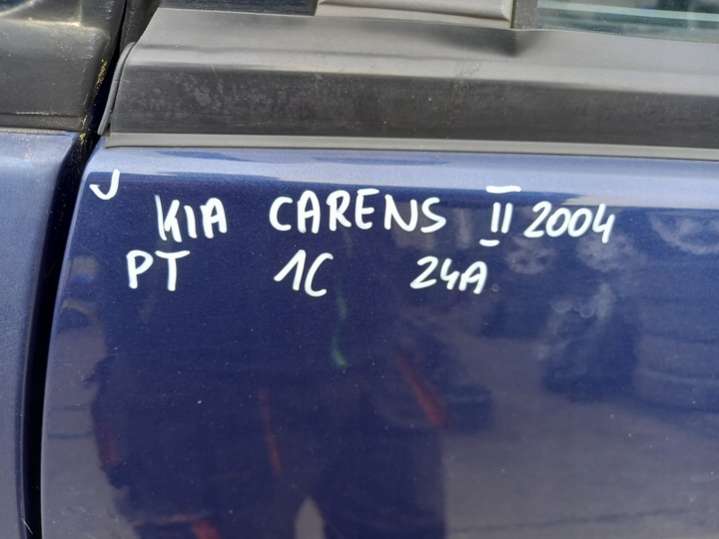 KIA CARENS II 2004
PT 1C 24A